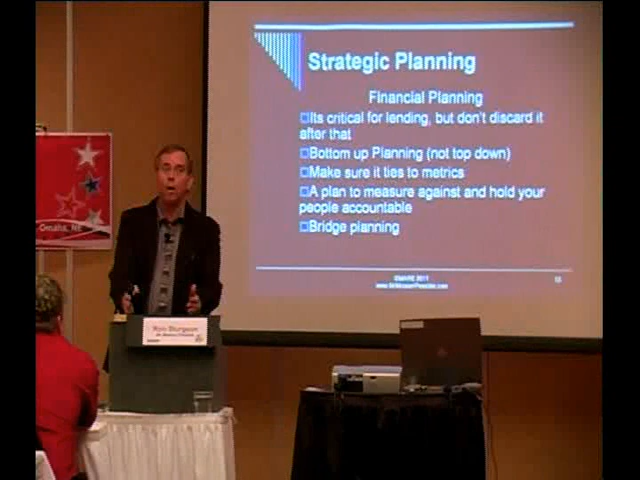 Strategic Planning
Financial Planning
Its critical for lending, but don't discard it
after that
Bottom up Planning (not top down)
Make sure it ties to metrics
A plan to measure against and hold your
people accountable
Bridge planning
Omaha, NE
Ron Sturgeon